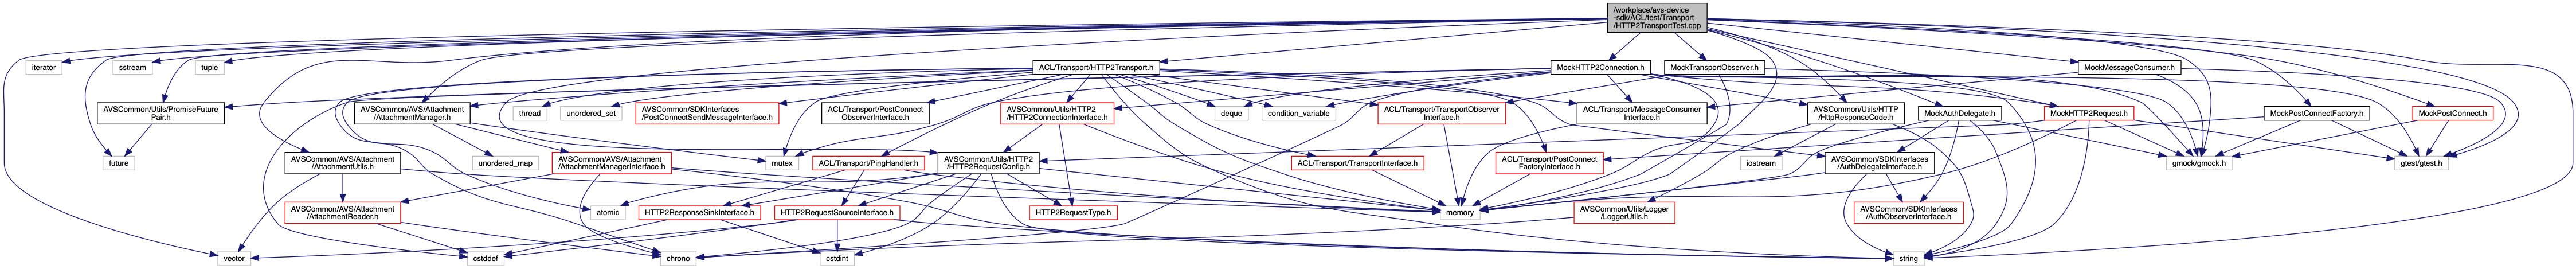 /workplace/avs-device
-sdk/ACL/test/Transport
/HTTP2TransportTest.cpp
iterator
sstream
tuple
ACL/Transport/HTTP2Transport.h
MockHTTP2Connection.h
MockTransportObserver.h
MockMessageConsumer.h
AVSCommon/Utils/PromiseFuture
Pair.h
AVSCommon/AVS/Attachment
/AttachmentManager.h
thread
unordered_set
AVSCommon/SDKInterfaces
/PostConnectSendMessageInterface.h
ACL/Transport/PostConnect
ObserverInterface.h
AVSCommon/Utils/HTTP2
/HTTP2ConnectionInterface.h
deque
condition_variable
ACL/Transport/TransportObserver
Interface.h
ACL/Transport/MessageConsumer
Interface.h
AVSCommon/Utils/HTTP
/HttpResponseCode.h
MockAuthDelegate.h
MockHTTP2Request.h
MockPostConnectFactory.h
MockPostConnect.h
future
AVSCommon/AVS/Attachment
/AttachmentUtils.h
unordered_map
AVSCommon/AVS/Attachment
/AttachmentManagerInterface.h
mutex
ACL/Transport/PingHandler.h
AVSCommon/Utils/HTTP2
/HTTP2RequestConfig.h
ACL/Transport/TransportInterface.h
ACL/Transport/PostConnect
FactoryInterface.h
iostream
AVSCommon/SDKInterfaces
/AuthDelegateInterface.h
gmock/gmock.h
gtest/gtest.h
AVSCommon/AVS/Attachment
/AttachmentReader.h
atomic
HTTP2ResponseSinkInterface.h
HTTP2RequestSourceInterface.h
HTTP2RequestType.h
memory
AVSCommon/Utils/Logger
/LoggerUtils.h
AVSCommon/SDKInterfaces
/AuthObserverInterface.h
vector
cstddef
chrono
cstdint
string